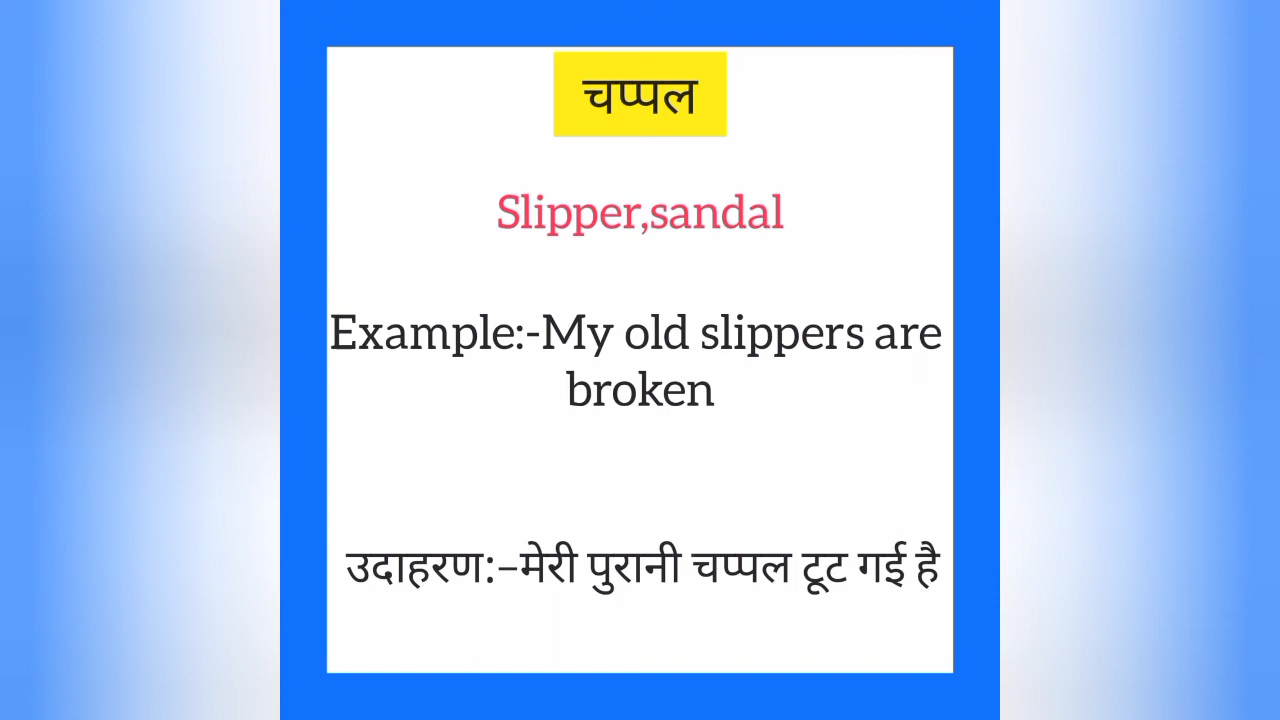 चप्पल
Slipper,sandal
Example:-My old slippers are
broken
उदाहरण:–मेरी पुरानी चप्पल टूट गई है